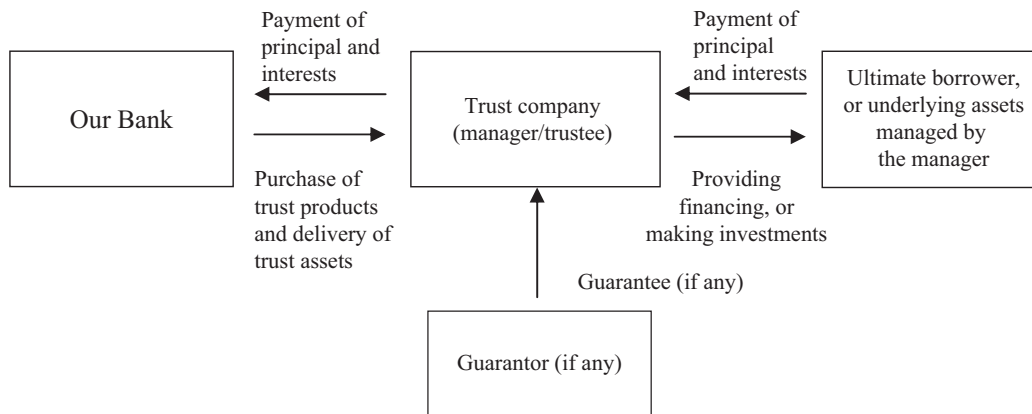 Payment of
principal and
interests
Payment of
principal
and interests
Our Bank
Trust company
(manager/trustee)
Ultimate borrower,
or underlying assets
managed by
the manager
Purchase of
trust products
and delivery of
trust assets
Providing
financing, or
making investments
Guarantee (if any)
Guarantor (if any)